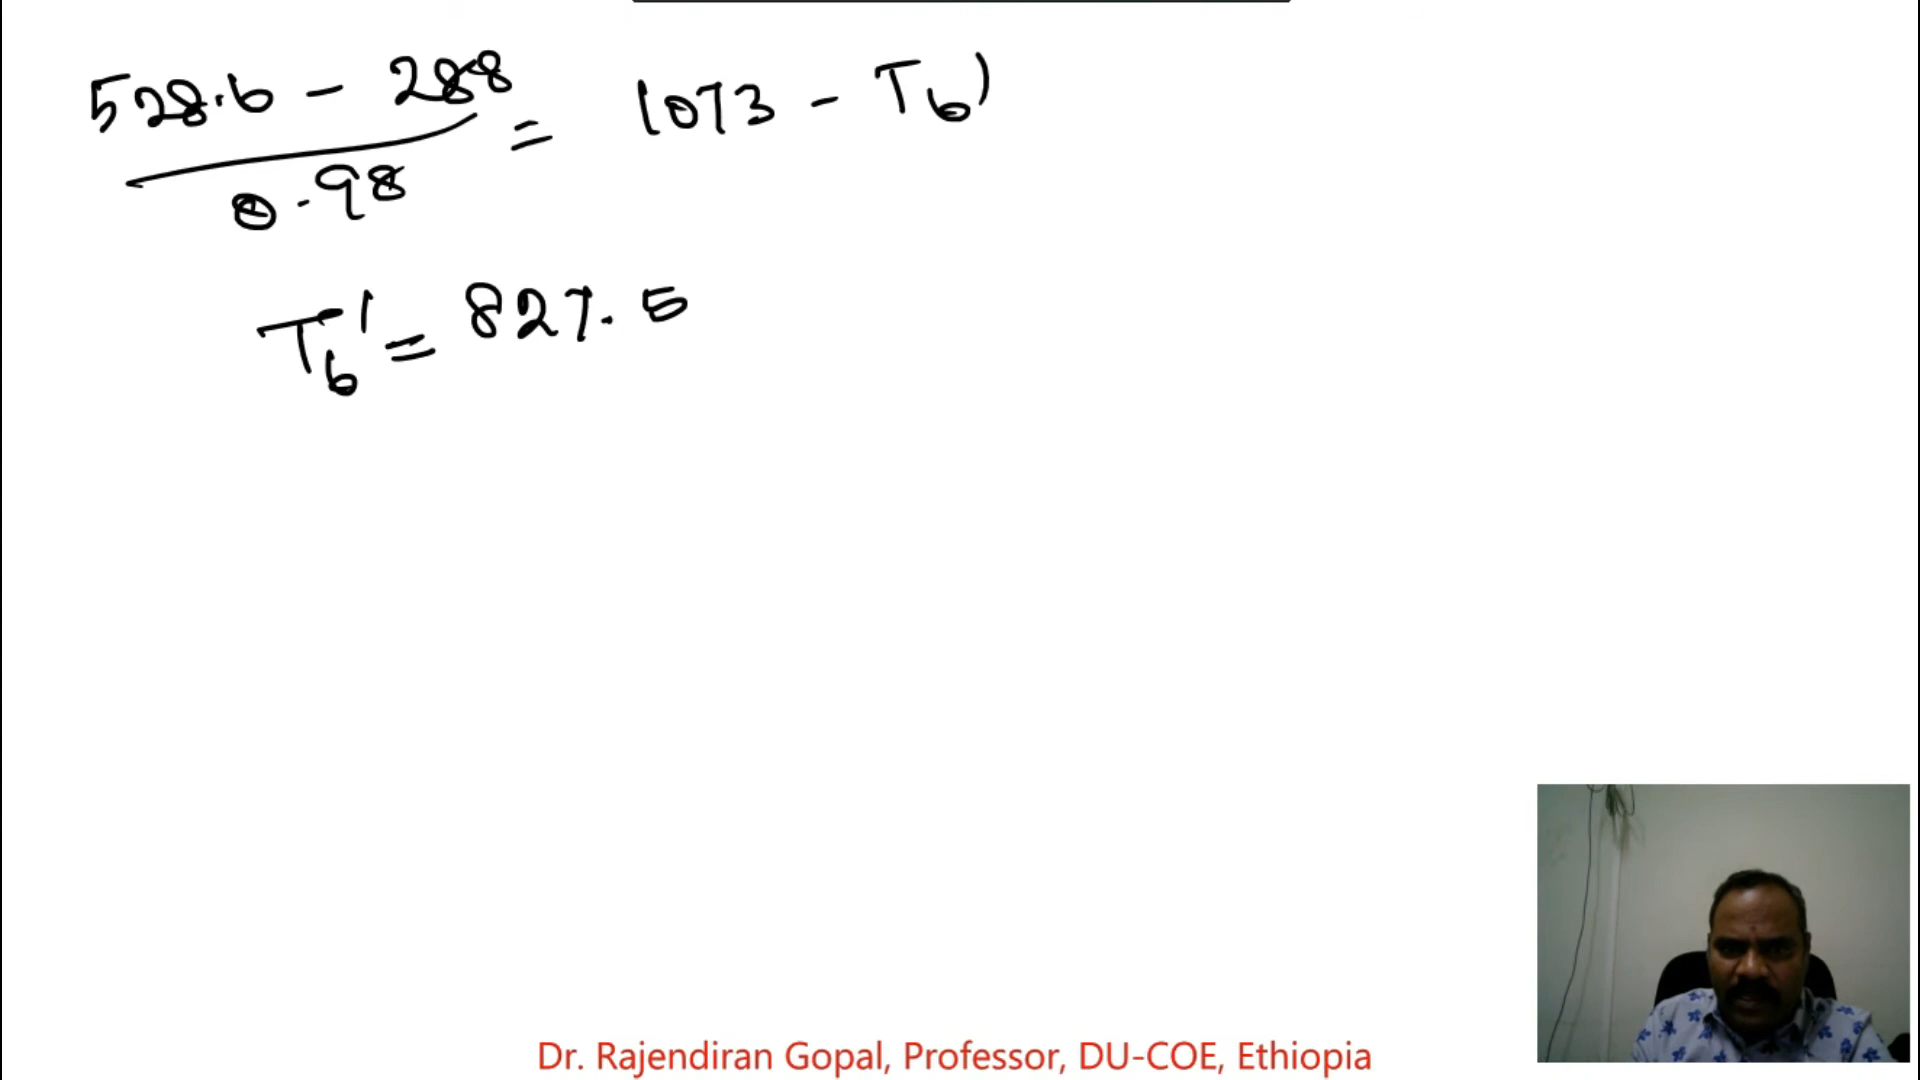 528.6 - 288
0.98
= 1073 - T6)
T6' = 827.5
Dr. Rajendiran Gopal, Professor, DU-COE, Ethiopia